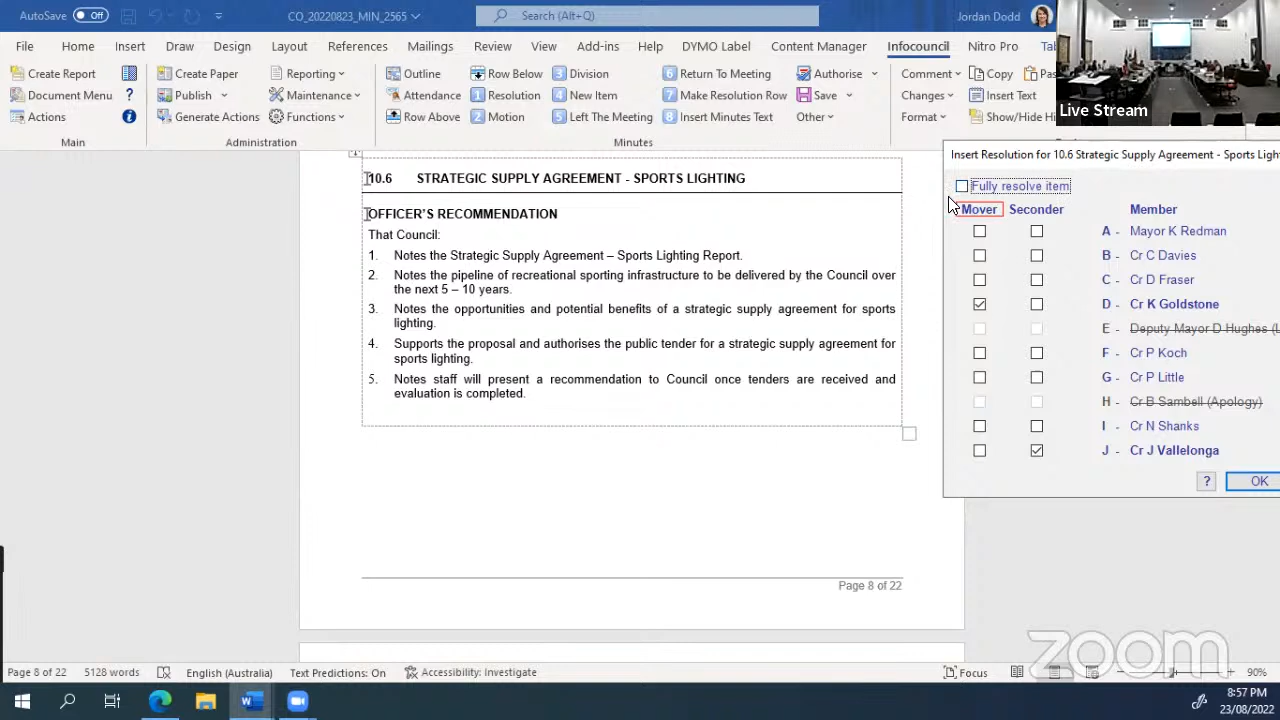 AutoSave Off CO_20220823_MIN_2565 Search (Alt+Q) Jordan Dodd
File Home Insert Draw Design Layout References Mailings Review View Add-ins Help DYMO Label Content Manager Infocouncil Nitro Pro Tab
Create Report Create Paper Reporting Outline Row Below 3 Division 6 Return To Meeting Authorise Comment Copy Pas
Document Menu ? Publish Maintenance Attendance 1 Resolution 4 New Item 7 Make Resolution Row Save Changes Insert Text
Actions Generate Actions Functions Row Above 2 Motion 5 Left The Meeting 8 Insert Minutes Text Other Format Show/Hide Hi
Main Administration Minutes
Live Stream
10.6 STRATEGIC SUPPLY AGREEMENT - SPORTS LIGHTING
OFFICER'S RECOMMENDATION
That Council:
1. Notes the Strategic Supply Agreement – Sports Lighting Report.
2. Notes the pipeline of recreational sporting infrastructure to be delivered by the Council over
the next 5 – 10 years.
3. Notes the opportunities and potential benefits of a strategic supply agreement for sports
lighting.
4. Supports the proposal and authorises the public tender for a strategic supply agreement for
sports lighting.
5. Notes staff will present a recommendation to Council once tenders are received and
evaluation is completed.
Page 8 of 22
Insert Resolution for 10.6 Strategic Supply Agreement - Sports Light
Fully resolve item
Mover Seconder Member
A - Mayor K Redman
B - Cr C Davies
C - Cr D Fraser
D - Cr K Goldstone
E - Deputy Mayor D Hughes (L
F - Cr P Koch
G - Cr P Little
H - Cr B Sambell (Apology)
I - Cr N Shanks
J - Cr J Vallelonga
? OK
zoom
Page 8 of 22 5128 words English (Australia) Text Predictions: On Accessibility: Investigate Focus 90%
8:57 PM
23/08/2022